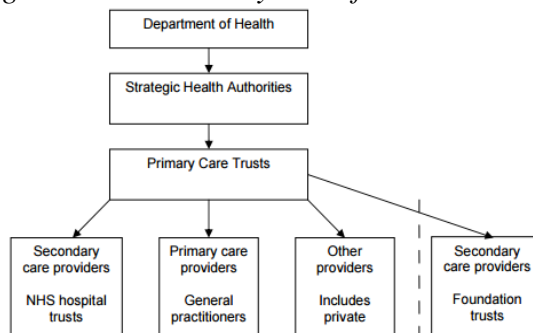 Department of Health
Strategic Health Authorities
Primary Care Trusts
Secondary
care providers
NHS hospital
trusts
Primary care
providers
General
practitioners
Other
providers
Includes
private
Secondary
care providers
Foundation
trusts